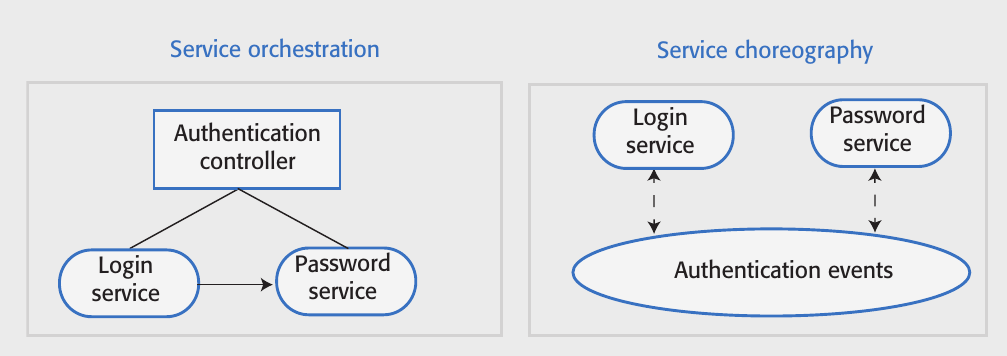 Service orchestration
Authentication
controller
Login
service
Password
service
Service choreography
Login
service
Password
service
Authentication events